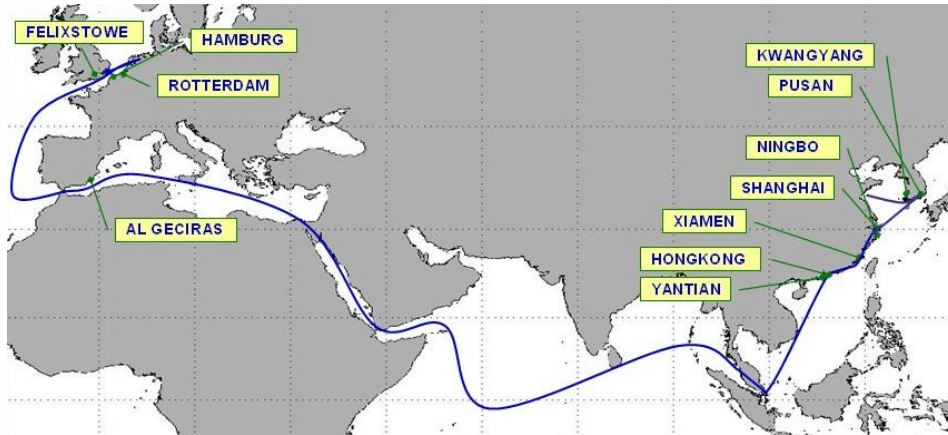 FELIXSTOWE
HAMBURG
ROTTERDAM
AL GECIRAS
KWANGYANG
PUSAN
NINGBO
SHANGHAI
XIAMEN
HONGKONG
YANTIAN